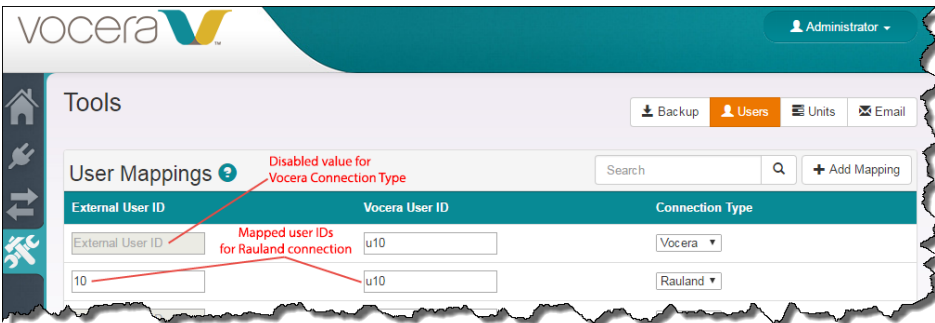 vocera
Administrator
Tools
Backup
Users
Units
Email
User Mappings ?
Disabled value for
Vocera Connection Type
Search
+ Add Mapping
External User ID
Vocera User ID
Connection Type
External User ID
u10
Vocera
Mapped user IDs
for Rauland connection
10
u10
Rauland